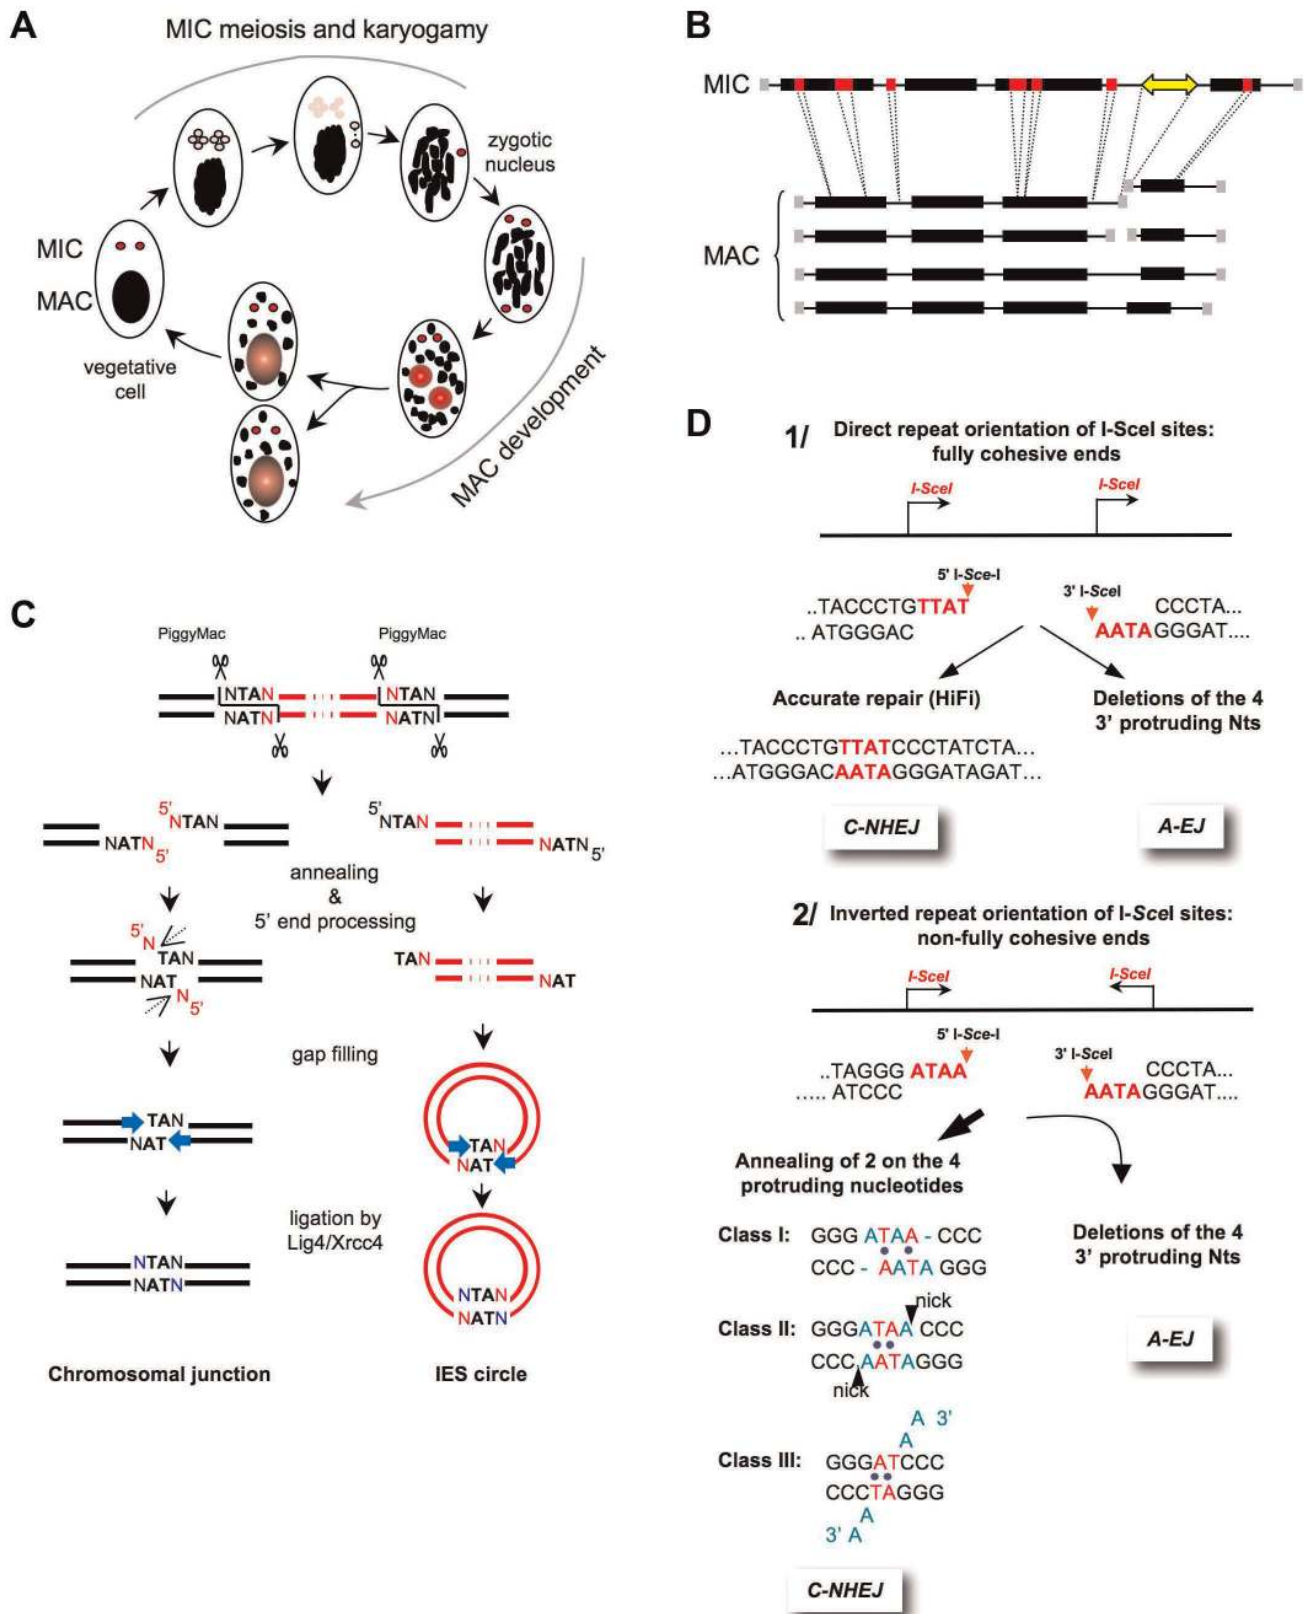 A
MIC meiosis and karyogamy
zygotic
nucleus
MIC
MAC
vegetative
cell
MAC development
B
MIC
MAC
C
PiggyMac PiggyMac
NTAN NTAN
NATN NATN
5' NTAN 5' NTAN
NATN 5' NATN 5'
annealing
&
5' end processing
5' N TAN TAN
NAT N 5' NAT
gap filling
TAN TAN
NAT NAT
ligation by
Lig4/Xrcc4
NTAN NTAN
NATN NATN
Chromosomal junction IES circle
D
1/ Direct repeat orientation of I-SceI sites:
fully cohesive ends
I-SceI I-SceI
5' I-Sce-I 3' I-SceI
..TACCCTGTTAT CCCTA...
.. ATGGGAC AATAGGGAT....
Accurate repair (HiFi) Deletions of the 4
3' protruding Nts
...TACCCTGTTATCCCTATCTA...
...ATGGGACAATAGGGATAGAT...
C-NHEJ A-EJ
2/ Inverted repeat orientation of I-SceI sites:
non-fully cohesive ends
I-SceI I-SceI
5' I-Sce-I 3' I-SceI
..TAGGG ATAA CCCTA...
..... ATCCC AATAGGGAT....
Annealing of 2 on the 4
protruding nucleotides
Deletions of the 4
3' protruding Nts
A-EJ
Class I: GGG ATAA - CCC
CCC - AATA GGG
nick
Class II: GGGATAA CCC
CCC AATAGGG
nick
A 3'
A
Class III: GGGATCCC
CCCTAGGG
A
3' A
C-NHEJ